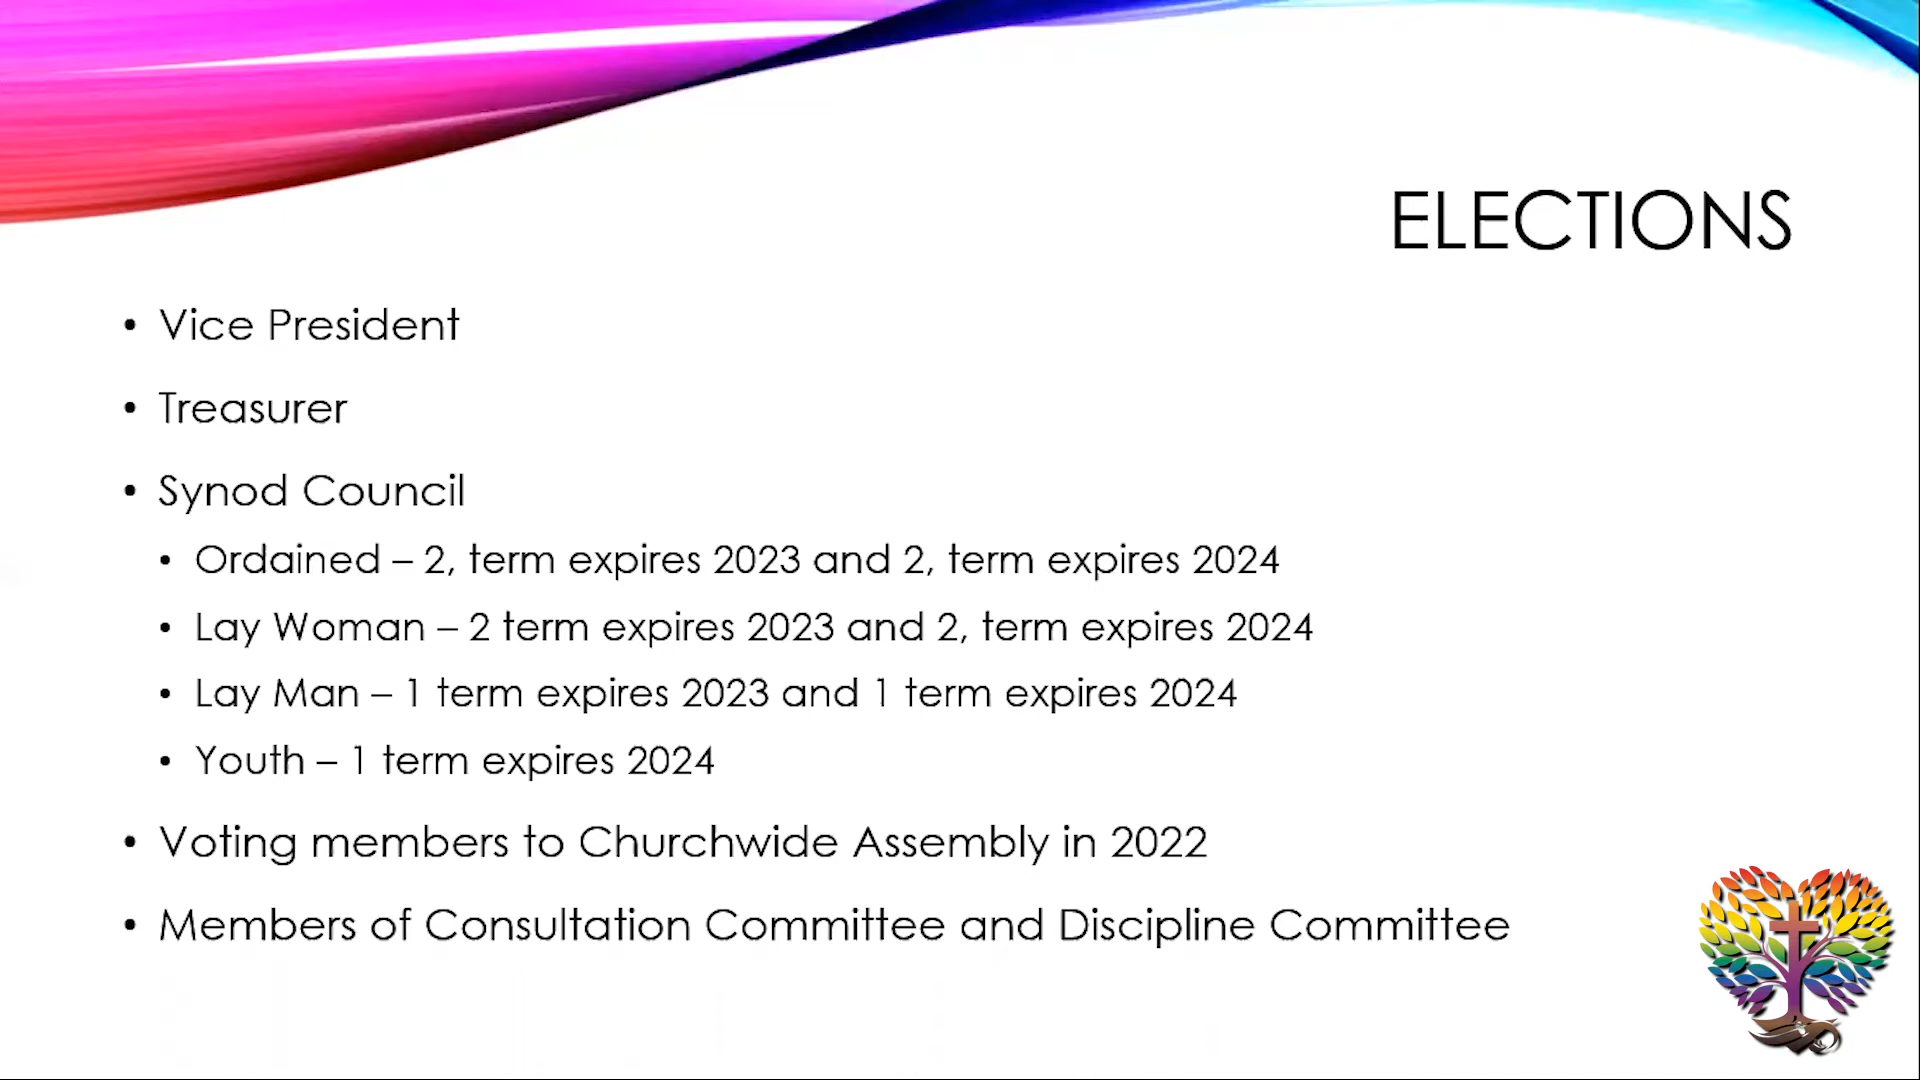 ELECTIONS
• Vice President
• Treasurer
• Synod Council
• Ordained – 2, term expires 2023 and 2, term expires 2024
• Lay Woman – 2 term expires 2023 and 2, term expires 2024
• Lay Man – 1 term expires 2023 and 1 term expires 2024
• Youth – 1 term expires 2024
• Voting members to Churchwide Assembly in 2022
• Members of Consultation Committee and Discipline Committee